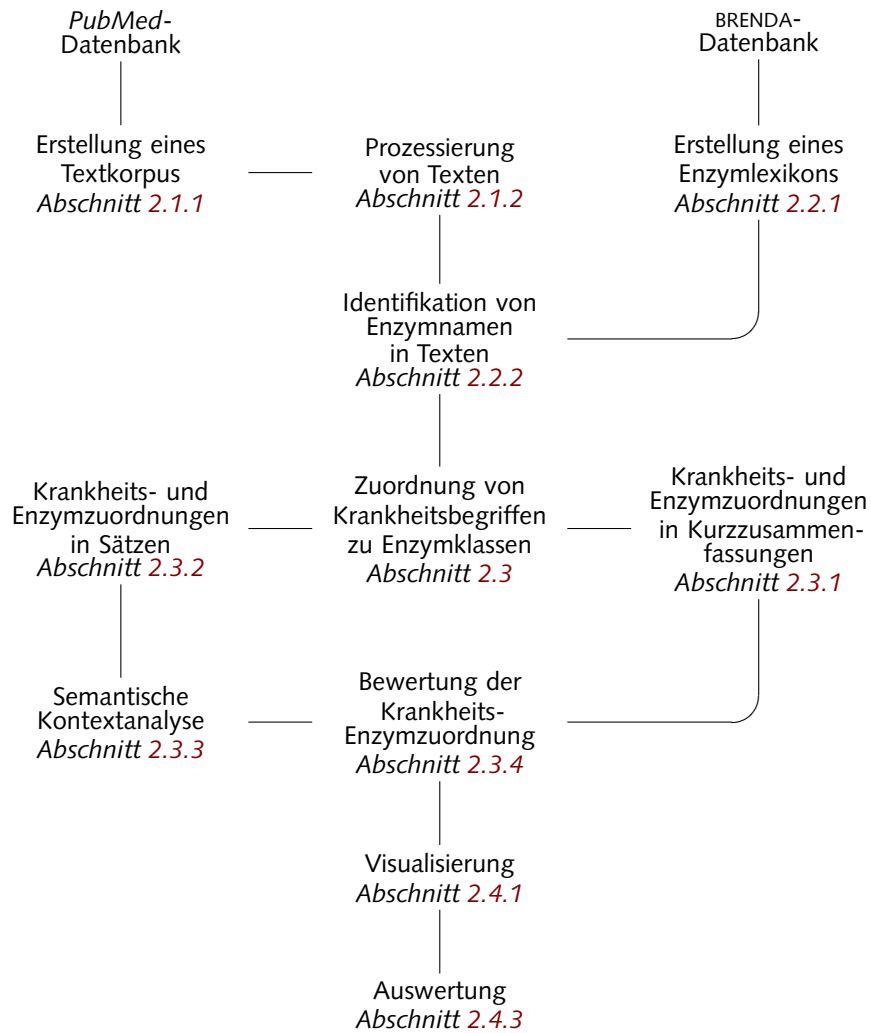 PubMed-
Datenbank
BRENDA-
Datenbank
Erstellung eines
Textkorpus
Abschnitt 2.1.1
Prozessierung
von Texten
Abschnitt 2.1.2
Erstellung eines
Enzymlexikons
Abschnitt 2.2.1
Identifikation von
Enzymnamen
in Texten
Abschnitt 2.2.2
Krankheits- und
Enzymzuordnungen
in Sätzen
Abschnitt 2.3.2
Zuordnung von
Krankheitsbegriffen
zu Enzymklassen
Abschnitt 2.3
Krankheits- und
Enzymzuordnungen
in Kurzzusammen-
fassungen
Abschnitt 2.3.1
Semantische
Kontextanalyse
Abschnitt 2.3.3
Bewertung der
Krankheits-
Enzymzuordnung
Abschnitt 2.3.4
Visualisierung
Abschnitt 2.4.1
Auswertung
Abschnitt 2.4.3